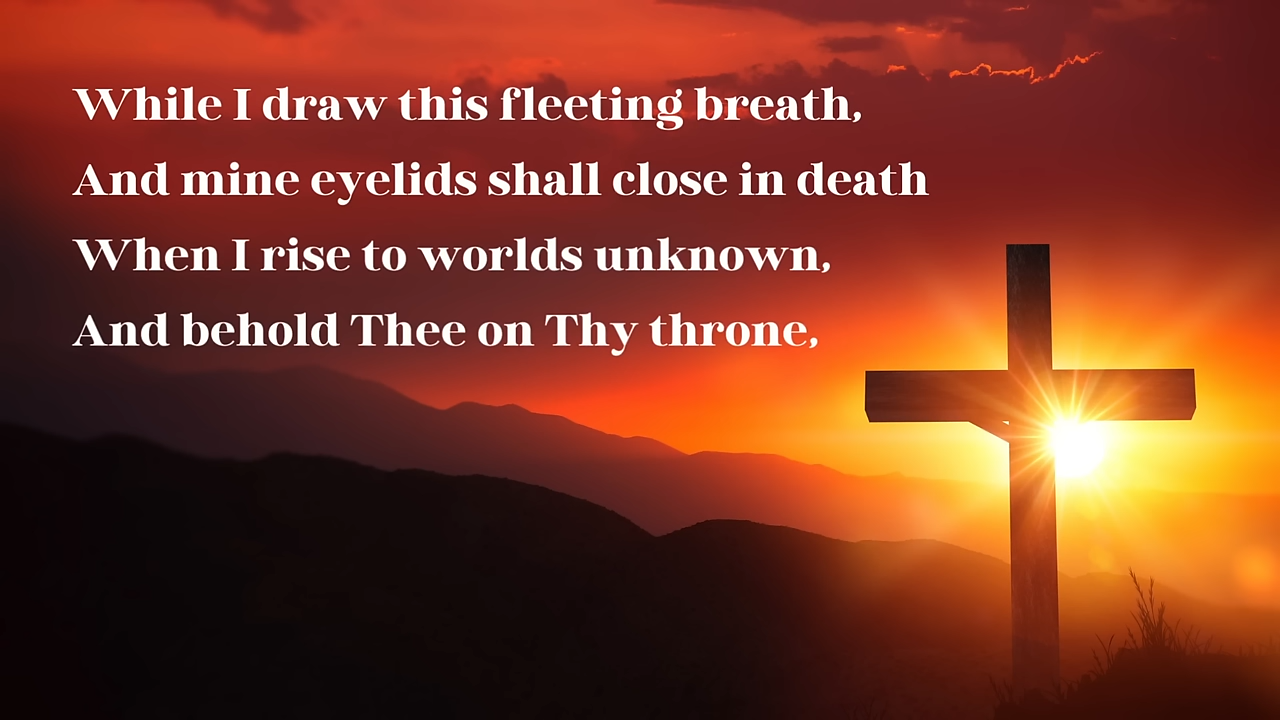 While I draw this fleeting breath,
And mine eyelids shall close in death
When I rise to worlds unknown,
And behold Thee on Thy throne,